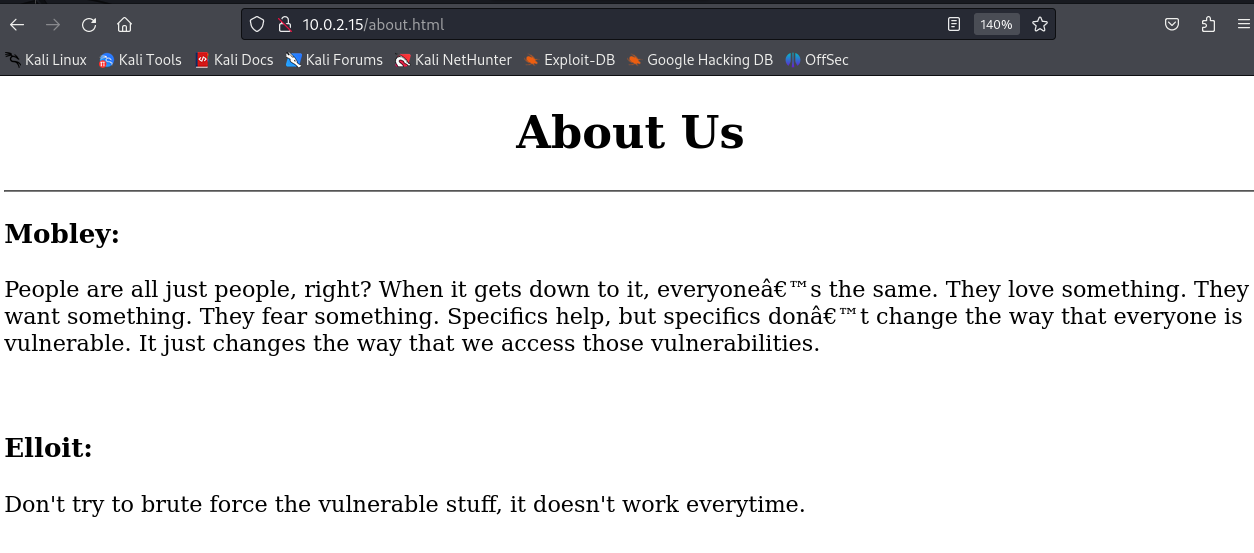 10.0.2.15/about.html
140%
Kali Linux Kali Tools Kali Docs Kali Forums Kali NetHunter Exploit-DB Google Hacking DB OffSec
About Us
Mobley:
People are all just people, right? When it gets down to it, everyoneâ€™s the same. They love something. They
want something. They fear something. Specifics help, but specifics donâ€™t change the way that everyone is
vulnerable. It just changes the way that we access those vulnerabilities.
Elloit:
Don't try to brute force the vulnerable stuff, it doesn't work everytime.